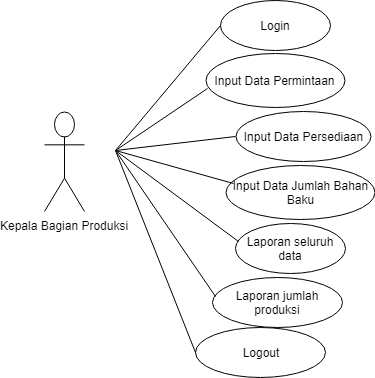 Login
Input Data Permintaan
Input Data Persediaan
Input Data Jumlah Bahan
Baku
Kepala Bagian Produksi
Laporan seluruh
data
Laporan jumlah
produksi
Logout